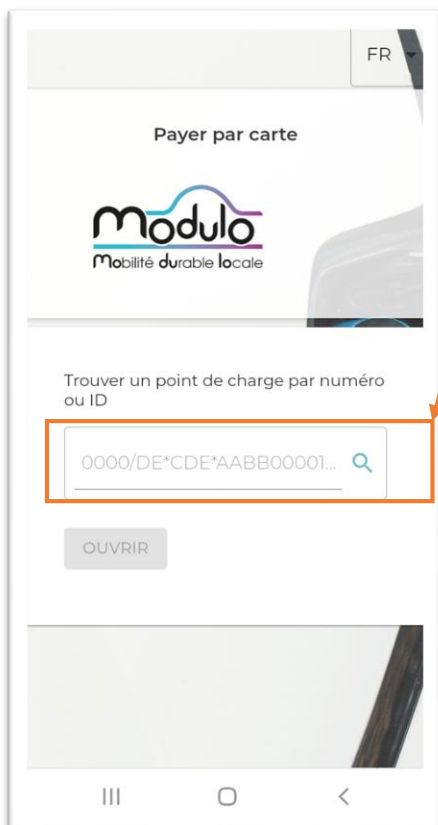 FR
Payer par carte
Modulo
Mobilité durable locale
Trouver un point de charge par numéro
ou ID
0000/DE*CDE*AABB00001...
OUVRIR